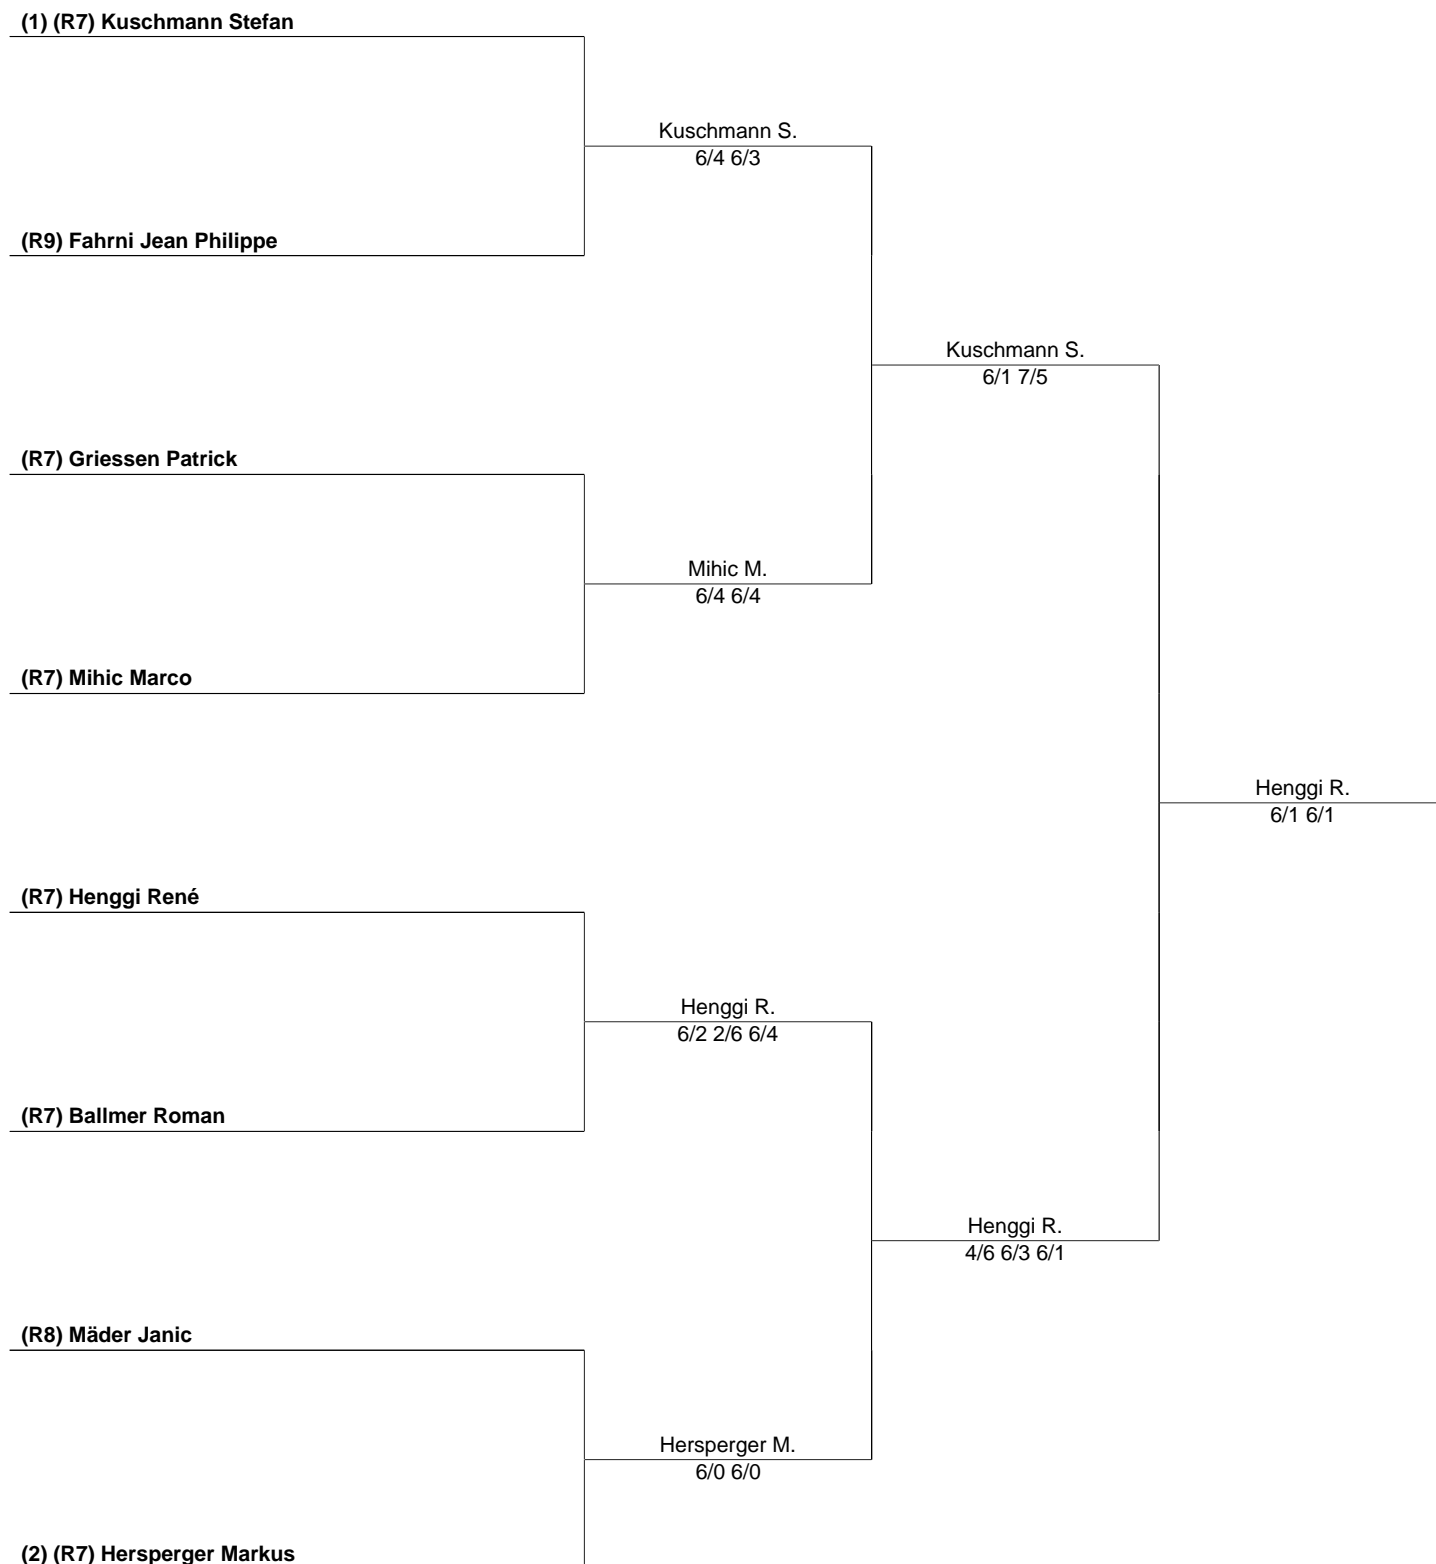 (1) (R7) Kuschmann Stefan
Kuschmann S.
6/4 6/3
(R9) Fahrni Jean Philippe
Kuschmann S.
6/1 7/5
(R7) Griessen Patrick
Mihic M.
6/4 6/4
(R7) Mihic Marco
Henggi R.
6/1 6/1
(R7) Henggi René
Henggi R.
6/2 2/6 6/4
(R7) Ballmer Roman
Henggi R.
4/6 6/3 6/1
(R8) Mäder Janic
Hersperger M.
6/0 6/0
(2) (R7) Hersperger Markus